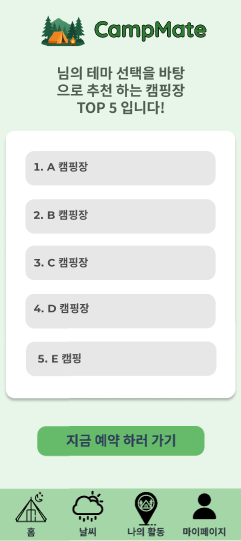 CampMate
님의 테마 선택을 바탕
으로 추천 하는 캠핑장
TOP 5 입니다!
1. A 캠핑장
2. B 캠핑장
3. C 캠핑장
4. D 캠핑장
5. E 캠핑
지금 예약 하러 가기
홈 날씨 나의 활동 마이페이지